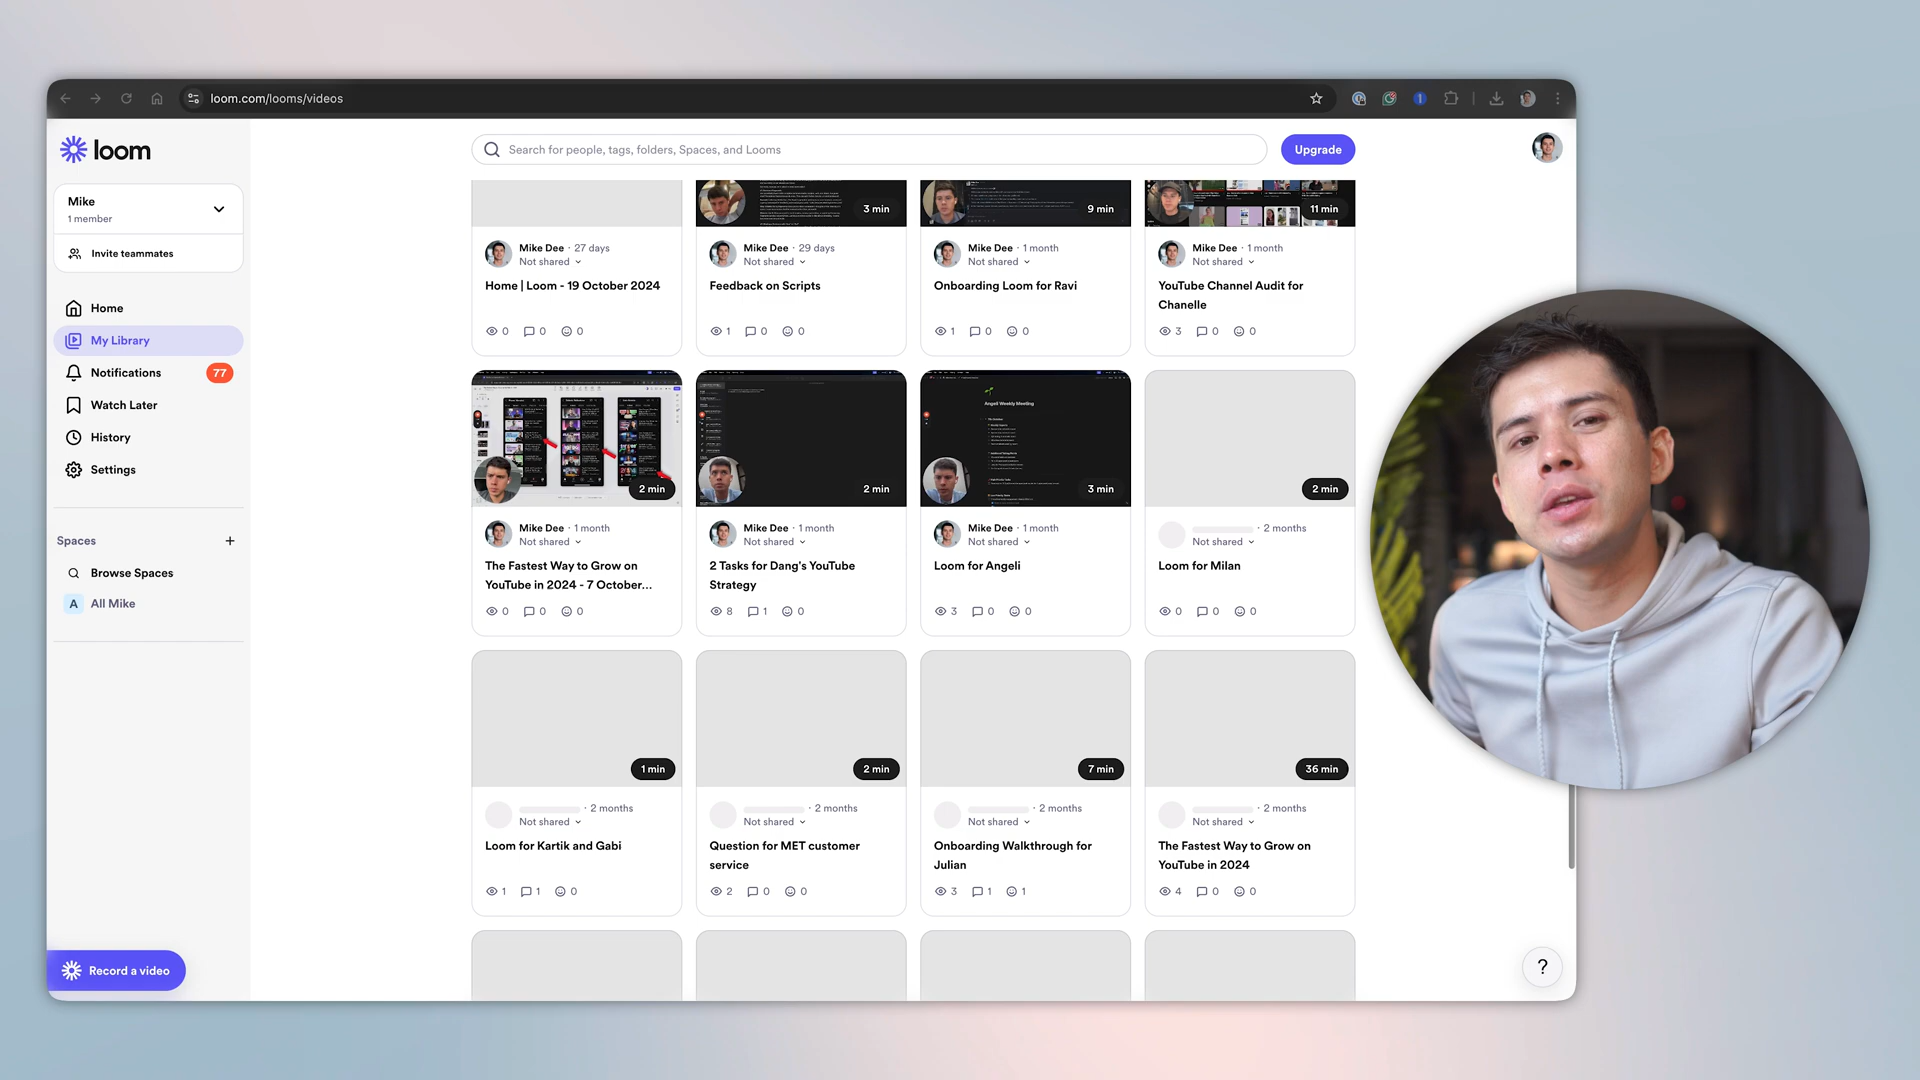 loom.com/looms/videos
1
loom
Search for people, tags, folders, Spaces, and Looms
Upgrade
Mike
1 member
Invite teammates
Home
My Library
Notifications
77
Watch Later
History
Settings
Spaces
Browse Spaces
A All Mike
Record a video
3 min
9 min
11 min
Mike Dee · 27 days
Not shared
Home | Loom - 19 October 2024
0 0 0
Mike Dee · 29 days
Not shared
Feedback on Scripts
1 0 0
Mike Dee · 1 month
Not shared
Onboarding Loom for Ravi
1 0 0
Mike Dee · 1 month
Not shared
YouTube Channel Audit for
Chanelle
3 0 0
2 min
Mike Dee · 1 month
Not shared
The Fastest Way to Grow on
YouTube in 2024 - 7 October...
0 0 0
2 min
Mike Dee · 1 month
Not shared
2 Tasks for Dang's YouTube
Strategy
8 1 0
Angeli Weekly Meeting
3 min
Mike Dee · 1 month
Not shared
Loom for Angeli
3 0 0
2 min
· 2 months
Not shared
Loom for Milan
0 0 0
1 min
· 2 months
Not shared
Loom for Kartik and Gabi
1 1 0
2 min
· 2 months
Not shared
Question for MET customer
service
2 0 0
7 min
· 2 months
Not shared
Onboarding Walkthrough for
Julian
3 1 1
36 min
· 2 months
Not shared
The Fastest Way to Grow on
YouTube in 2024
4 0 0
?